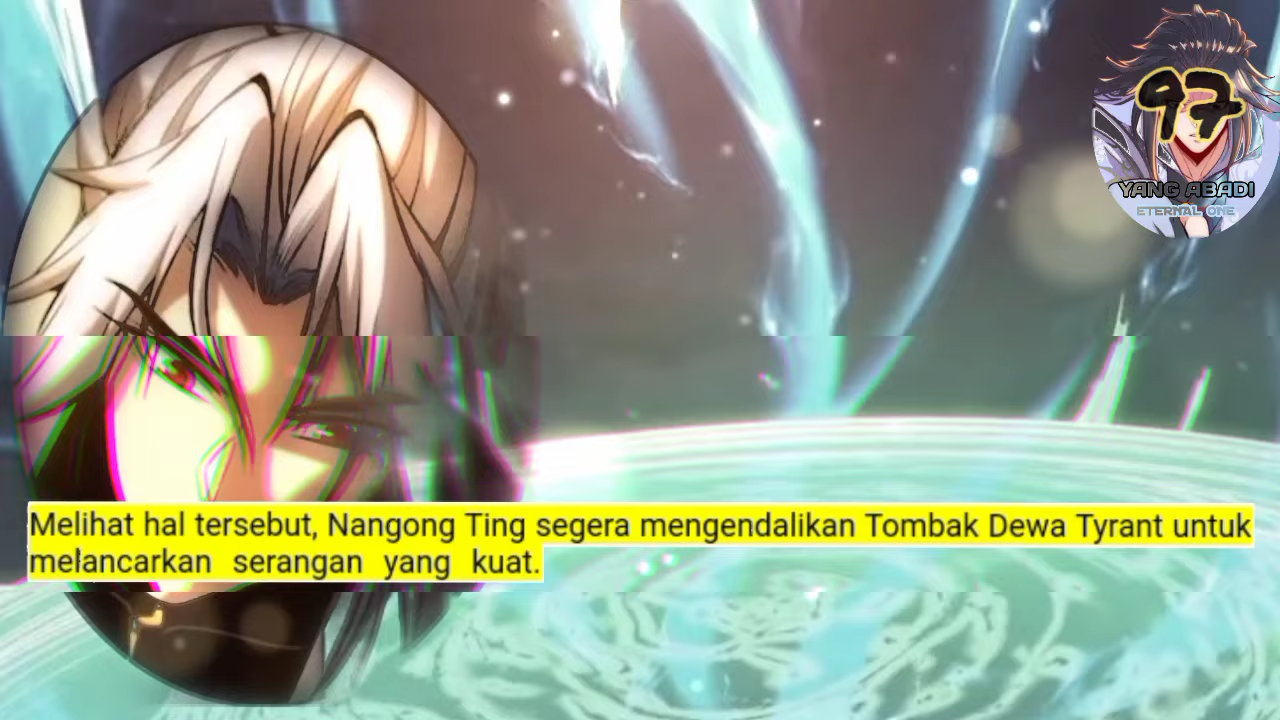 97
YANG ABADI
ETERNAL ONE
Melihat hal tersebut, Nangong Ting segera mengendalikan Tombak Dewa Tyrant untuk
melancarkan serangan yang kuat.